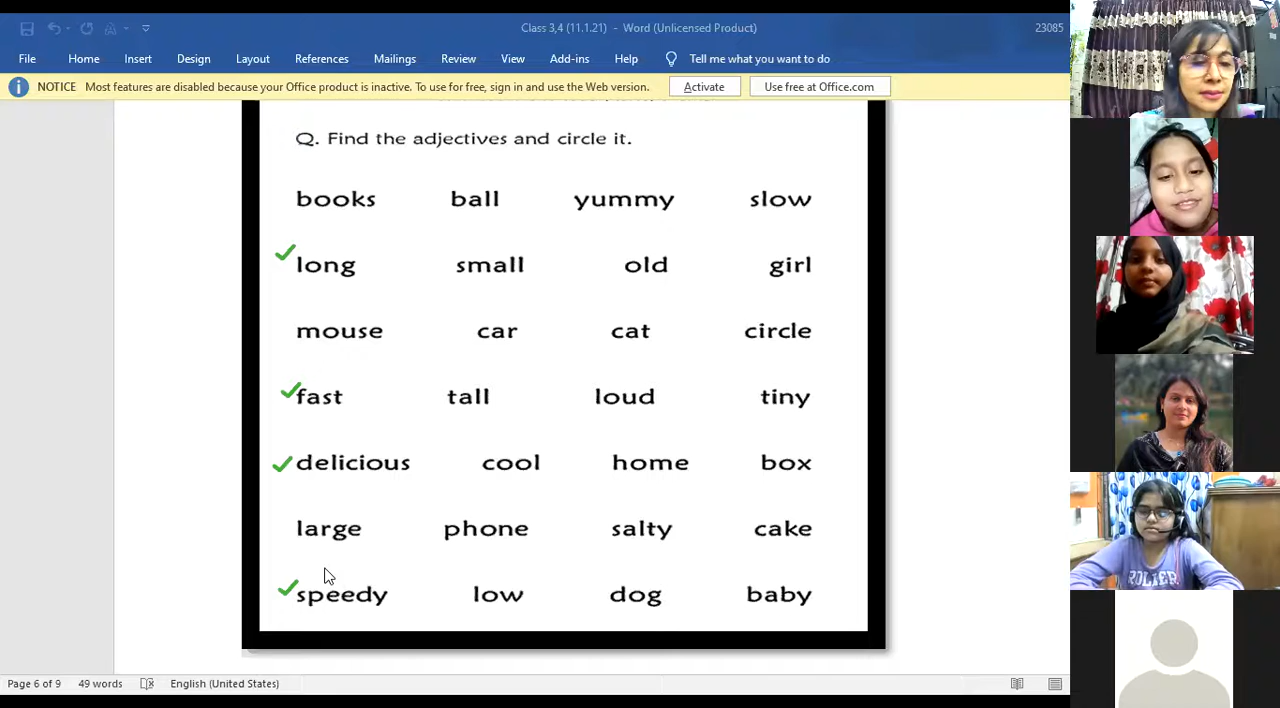 Class 3,4 (11.1.21) - Word (Unlicensed Product)
23085
File Home Insert Design Layout References Mailings Review View Add-ins Help Tell me what you want to do
NOTICE Most features are disabled because your Office product is inactive. To use for free, sign in and use the Web version. Activate Use free at Office.com
Q. Find the adjectives and circle it.
books ball yummy slow
long small old girl
mouse car cat circle
fast tall loud tiny
delicious cool home box
large phone salty cake
speedy low dog baby
Page 6 of 9 49 words English (United States)